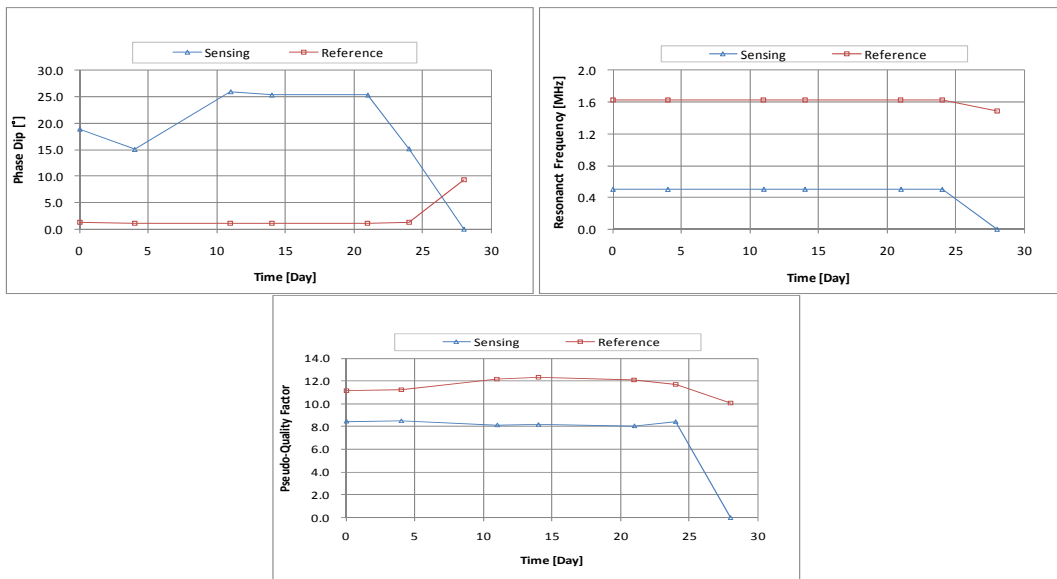 Sensing Reference
30.0
25.0
20.0
15.0
10.0
5.0
0.0
Phase Dip [°]
0 5 10 15 20 25 30
Time [Day]
Sensing Reference
2.0
1.6
1.2
0.8
0.4
0.0
Resonanct Frequency [MHz]
0 5 10 15 20 25 30
Time [Day]
Sensing Reference
14.0
12.0
10.0
8.0
6.0
4.0
2.0
0.0
Pseudo-Quality Factor
0 5 10 15 20 25 30
Time [Day]